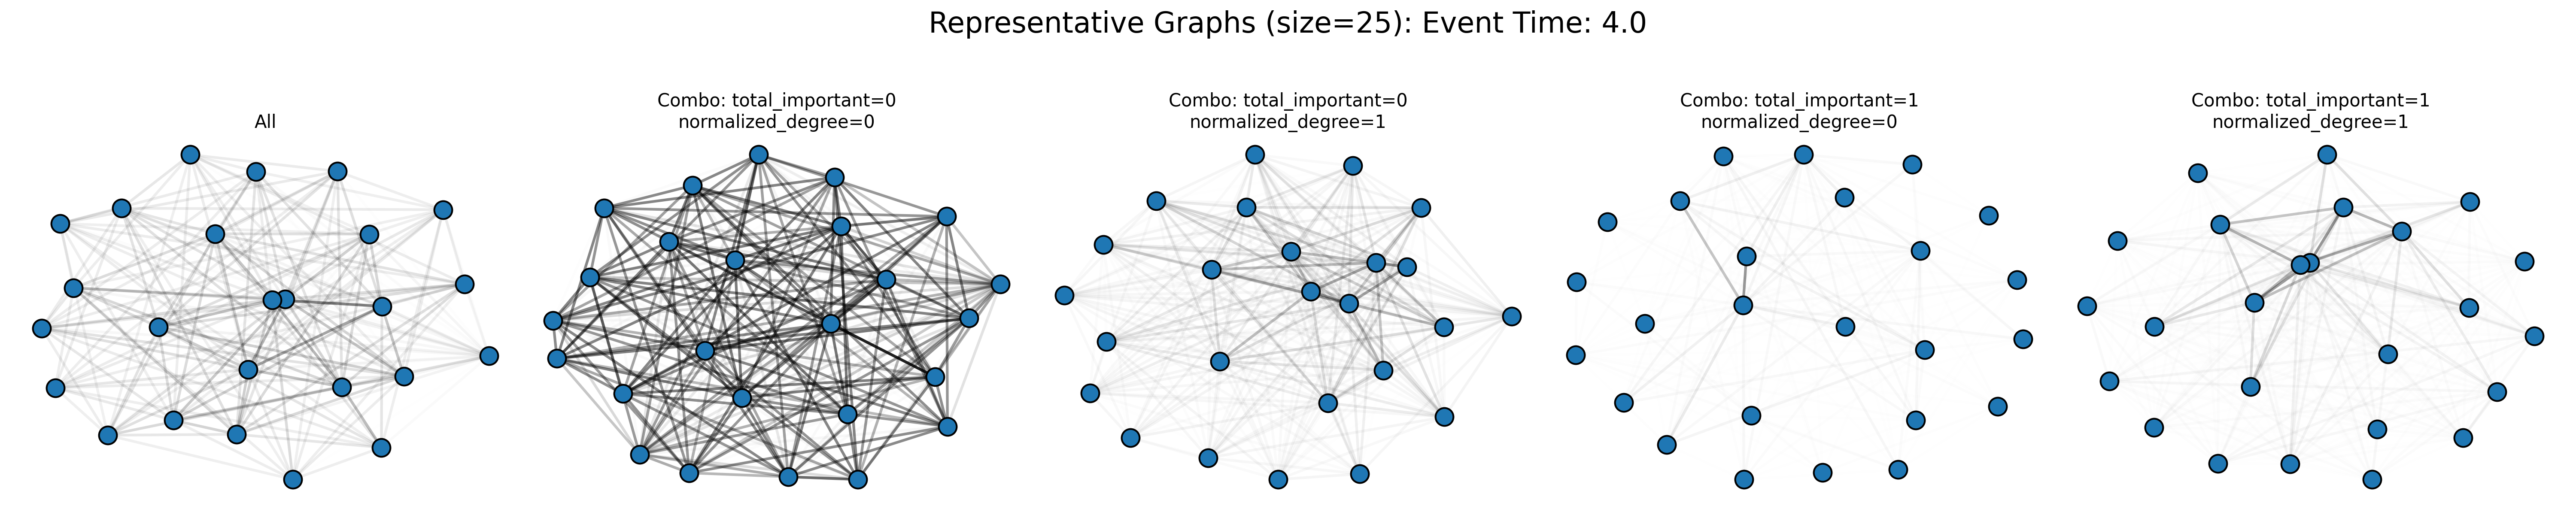 Representative Graphs (size=25): Event Time: 4.0
All
Combo: total_important=0
normalized_degree=0
Combo: total_important=0
normalized_degree=1
Combo: total_important=1
normalized_degree=0
Combo: total_important=1
normalized_degree=1